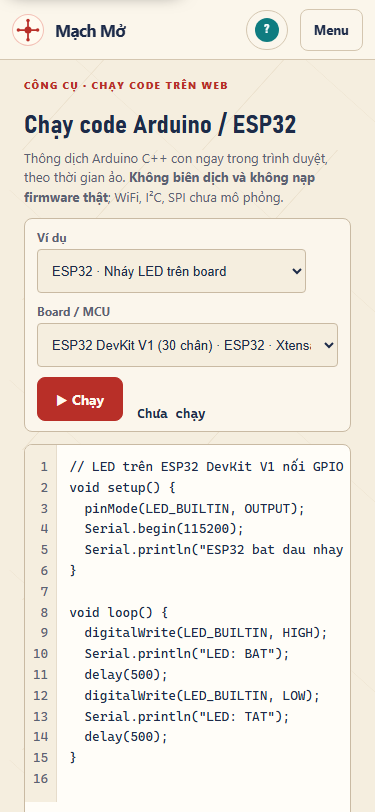 Mạch Mở
?
Menu
CÔNG CỤ · CHẠY CODE TRÊN WEB
Chạy code Arduino / ESP32
Thông dịch Arduino C++ con ngay trong trình duyệt,
theo thời gian ảo. Không biên dịch và không nạp
firmware thật; WiFi, I²C, SPI chưa mô phỏng.
Ví dụ
ESP32 · Nháy LED trên board
Board / MCU
ESP32 DevKit V1 (30 chân) · ESP32 · Xtensa
▶ Chạy
Chưa chạy
1 // LED trên ESP32 DevKit V1 nối GPIO
2 void setup() {
3   pinMode(LED_BUILTIN, OUTPUT);
4   Serial.begin(115200);
5   Serial.println("ESP32 bat dau nhay
6 }
7
8 void loop() {
9   digitalWrite(LED_BUILTIN, HIGH);
10   Serial.println("LED: BAT");
11   delay(500);
12   digitalWrite(LED_BUILTIN, LOW);
13   Serial.println("LED: TAT");
14   delay(500);
15 }
16